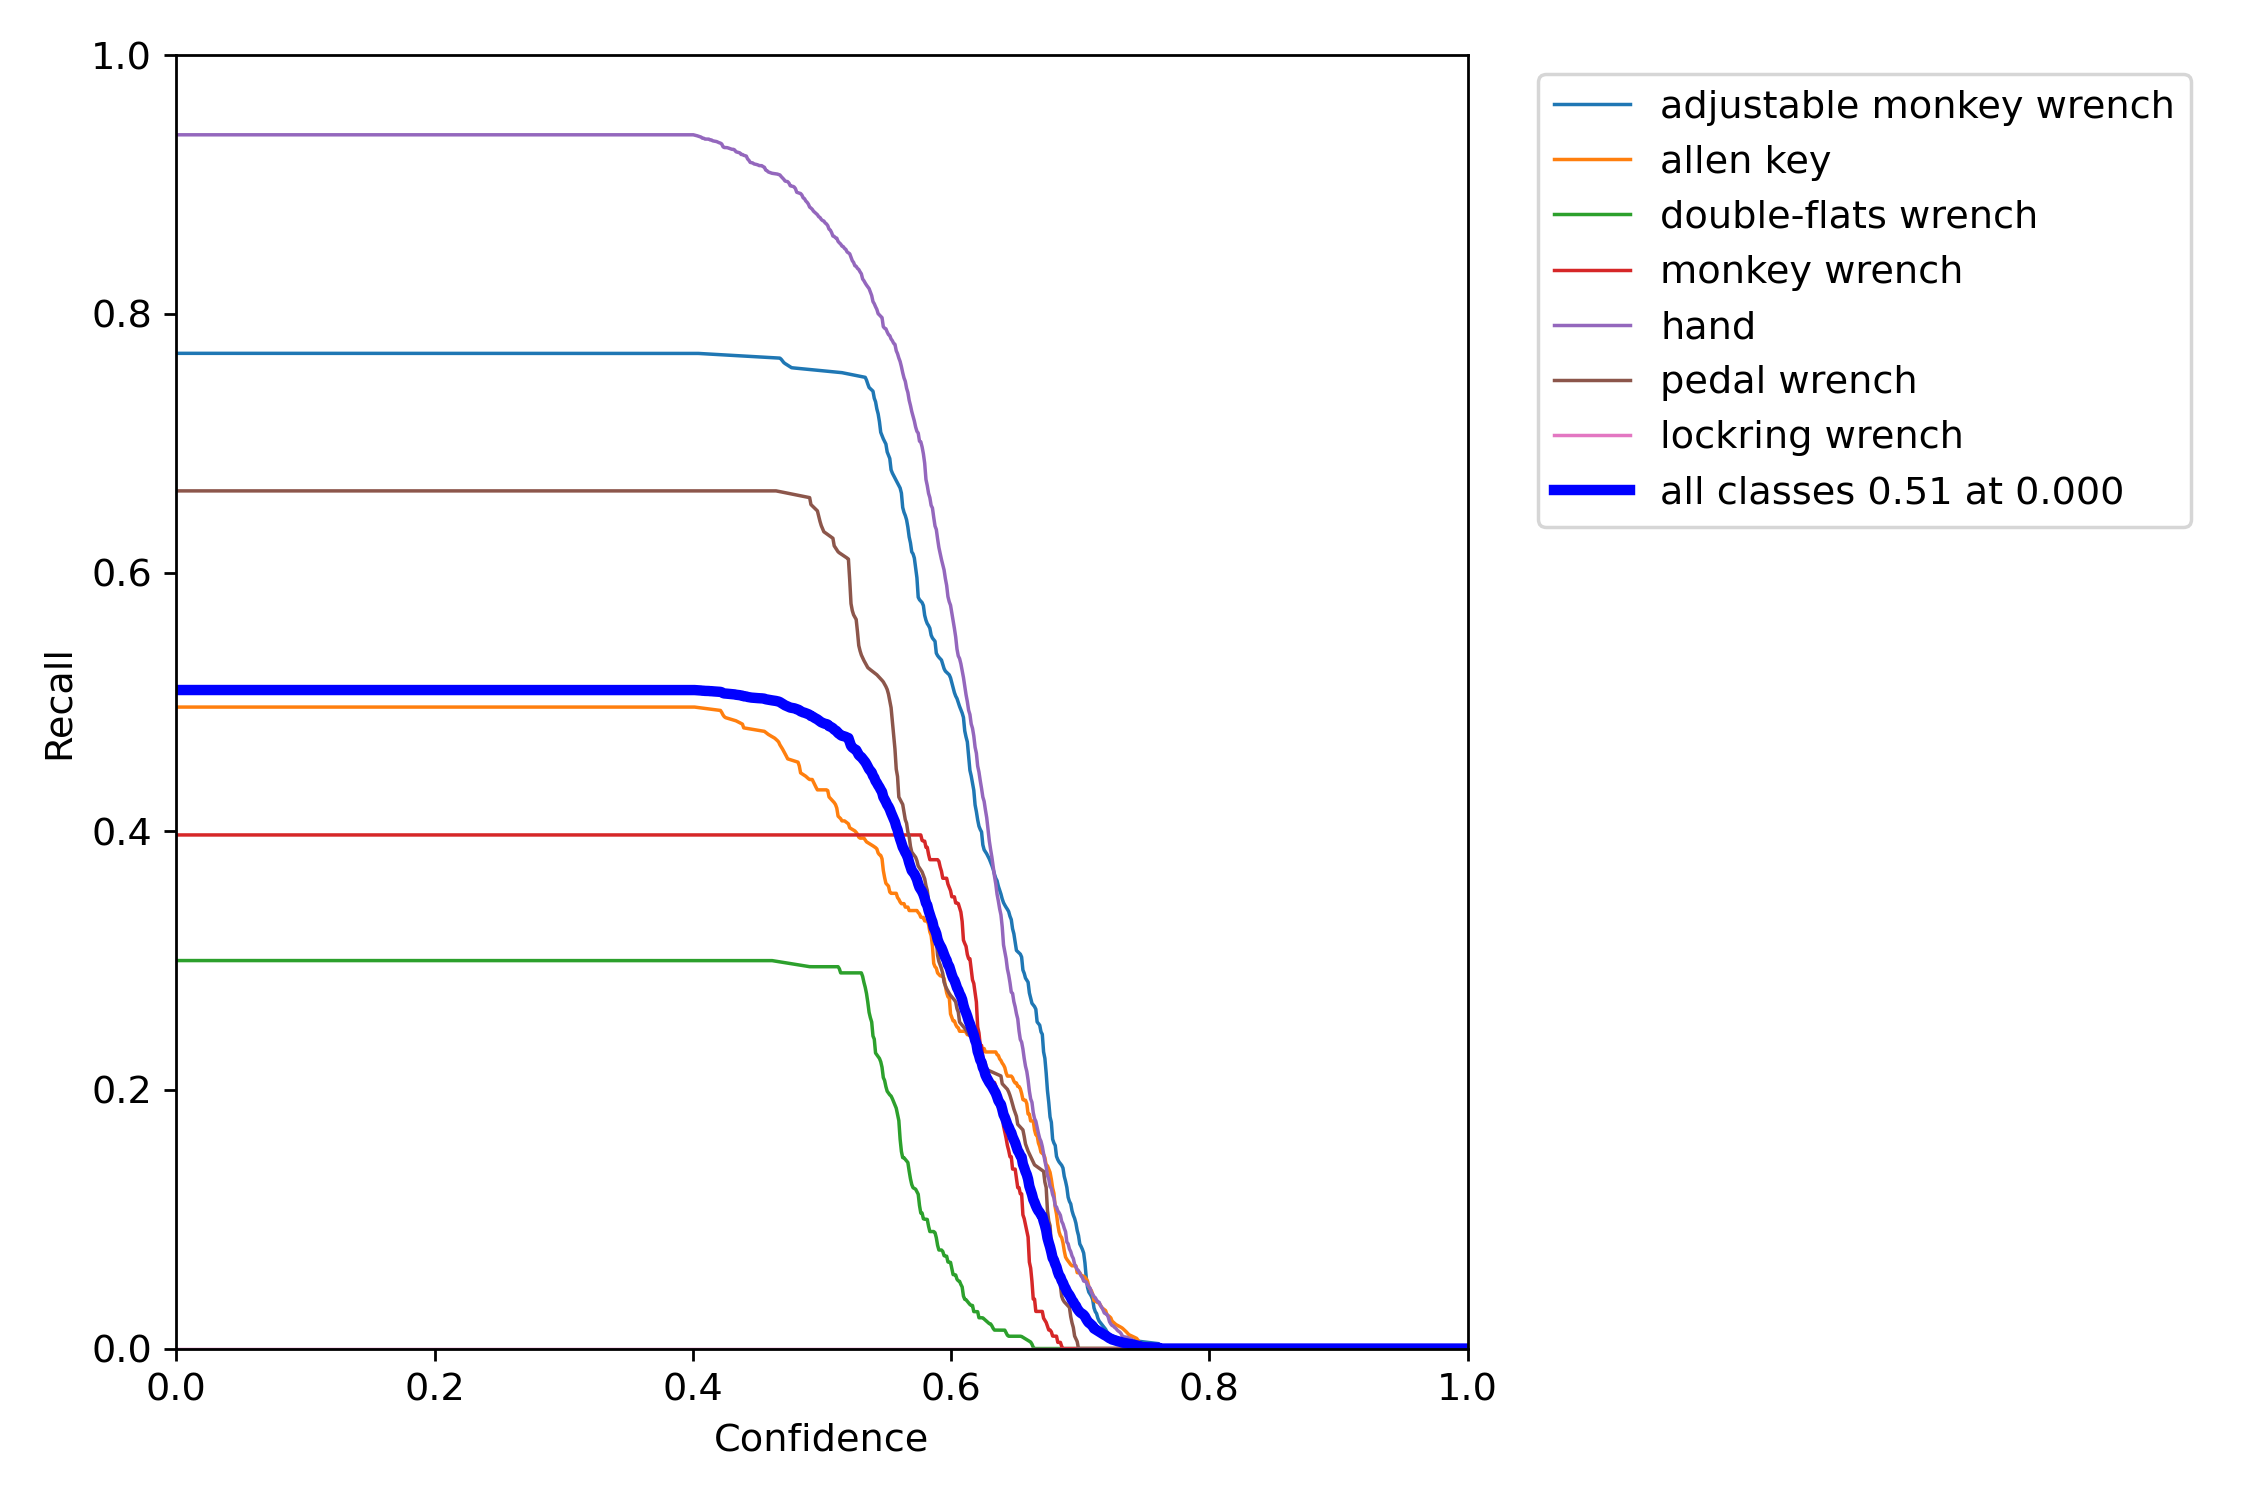 1.0
0.8
0.6
0.4
0.2
0.0
Recall
0.0 0.2 0.4 0.6 0.8 1.0
Confidence
adjustable monkey wrench
allen key
double-flats wrench
monkey wrench
hand
pedal wrench
lockring wrench
all classes 0.51 at 0.000